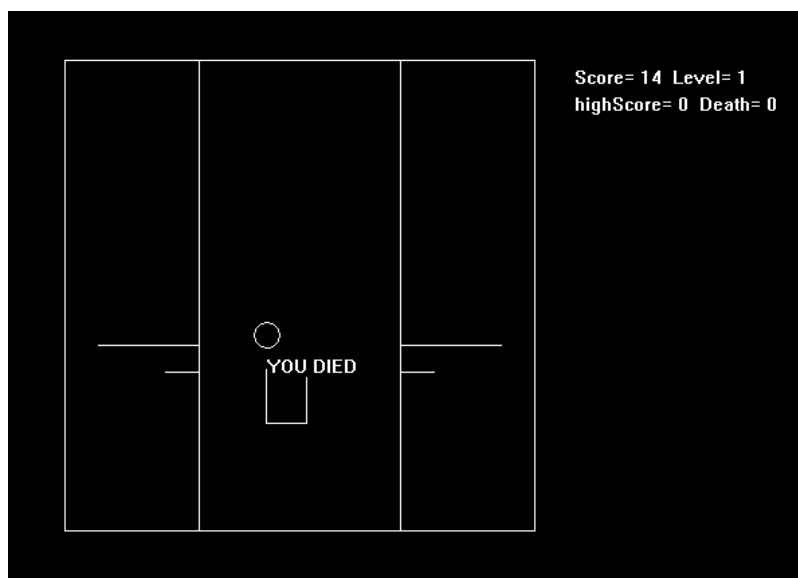 Score= 14 Level= 1
highScore= 0 Death= 0
YOU DIED